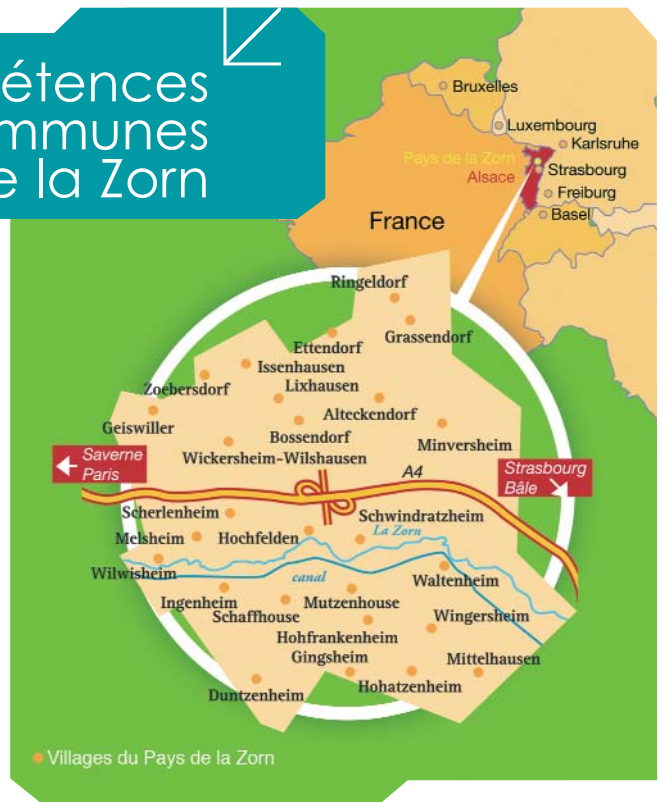 étences
mmunes
e la Zorn
Bruxelles
Luxembourg
Karlsruhe
Pays de la Zorn
Strasbourg
Alsace
Freiburg
Basel
France
Ringeldorf
Grassendorf
Ettendorf
Issenhausen
Zoebersdorf
Lixhausen
Alteckendorf
Geiswiller
Bossendorf
Minversheim
Wickersheim-Wilshausen
Saverne
Paris
A4
Strasbourg
Bâle
Scherlenheim
Schwindratzheim
Melsheim
Hochfelden
La Zorn
Wilwisheim
canal
Waltenheim
Ingenheim
Mutzenhouse
Schaffhouse
Wingersheim
Hohfrankenheim
Gingsheim
Mittelhausen
Duntzenheim
Hohatzenheim
Villages du Pays de la Zorn